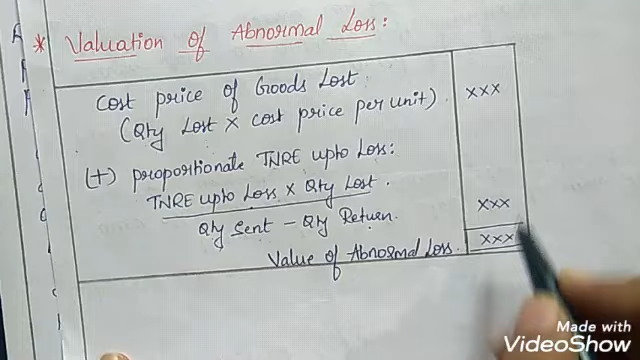 * Valuation of Abnormal Loss:
Cost price of Goods Lost.
(Qty Lost X cost price per unit) XXX
(+) proportionate TNRE upto Loss:
TNRE upto Loss X Qty Lost.
Qty Sent - Qty Return. XXX
Value of Abnormal Loss. XXX
Made with
VideoShow